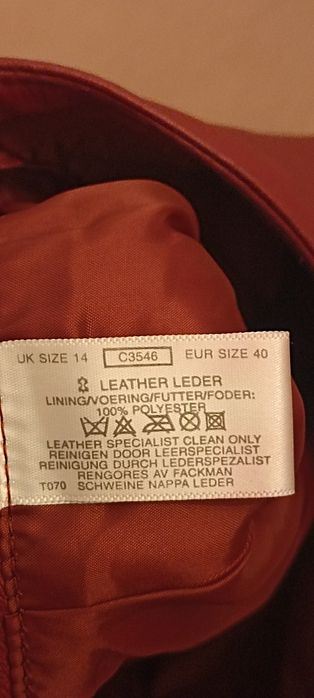 UK SIZE 14 C3546 EUR SIZE 40
LEATHER LEDER
LINING/VOERING/FUTTER/FODER:
100% POLYESTER
LEATHER SPECIALIST CLEAN ONLY
REINIGEN DOOR LEERSPECIALIST
REINIGUNG DURCH LEDERSPEZALIST
RENGORES AV FACKMAN
T070 SCHWEINE NAPPA LEDER